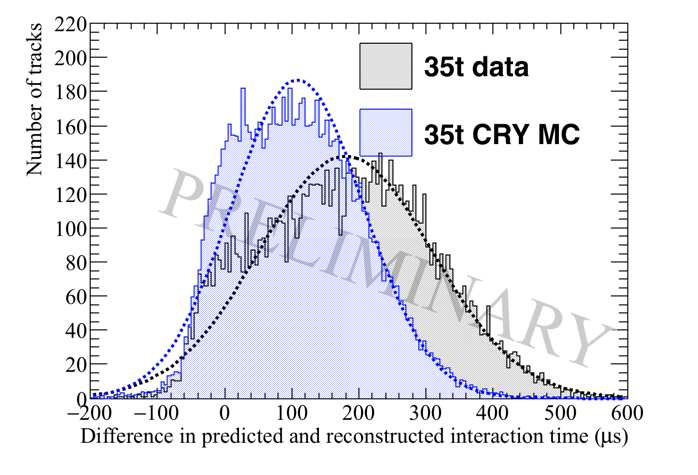 Number of tracks
220
200
180
160
140
120
100
80
60
40
20
0
35t data
35t CRY MC
PRELIMINARY
−200 −100 0 100 200 300 400 500 600
Difference in predicted and reconstructed interaction time (μs)